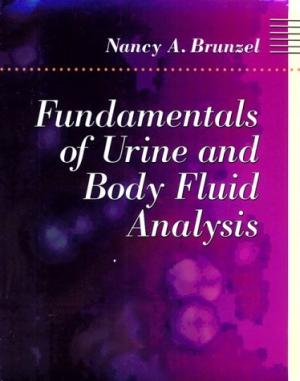 Nancy A. Brunzel
Fundamentals
of Urine and
Body Fluid
Analysis